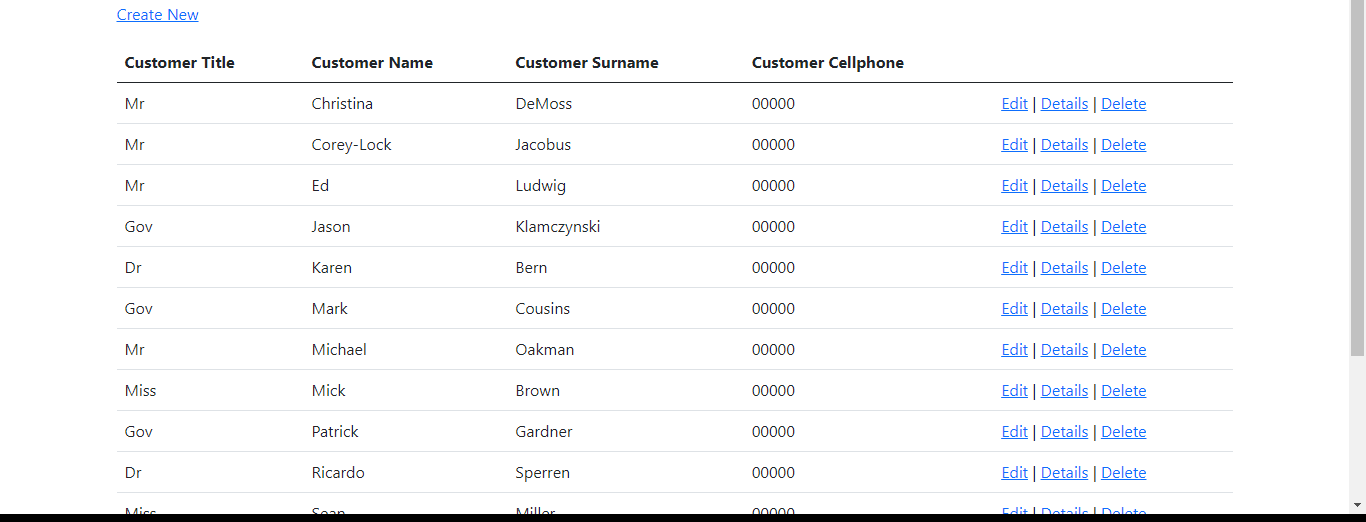 Create New
Customer Title Customer Name Customer Surname Customer Cellphone
Mr Christina DeMoss 00000 Edit | Details | Delete
Mr Corey-Lock Jacobus 00000 Edit | Details | Delete
Mr Ed Ludwig 00000 Edit | Details | Delete
Gov Jason Klamczynski 00000 Edit | Details | Delete
Dr Karen Bern 00000 Edit | Details | Delete
Gov Mark Cousins 00000 Edit | Details | Delete
Mr Michael Oakman 00000 Edit | Details | Delete
Miss Mick Brown 00000 Edit | Details | Delete
Gov Patrick Gardner 00000 Edit | Details | Delete
Dr Ricardo Sperren 00000 Edit | Details | Delete
Miss Sean Miller 00000 Edit | Details | Delete